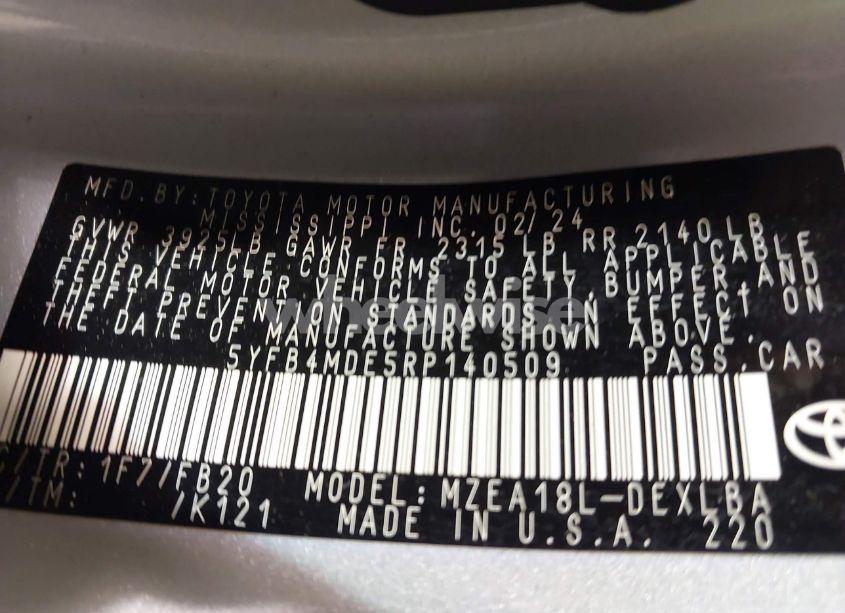 MFD.BY:TOYOTA MOTOR MANUFACTURING
MISSISSIPPI INC. 02/24
GVWR 3925LB GAWR FR 2315 LB RR 2140LB
THIS VEHICLE CONFORMS TO ALL APPLICABLE
FEDERAL MOTOR VEHICLE SAFETY, BUMPER, AND
THEFT PREVENTION STANDARDS IN EFFECT ON
THE DATE OF MANUFACTURE SHOWN ABOVE.
5YFB4MDE5RP140509 PASS.CAR
C/TR: 1F7/FB20 MODEL: MZEA18L-DEXLBA
/TM: /K121 MADE IN U.S.A. 220